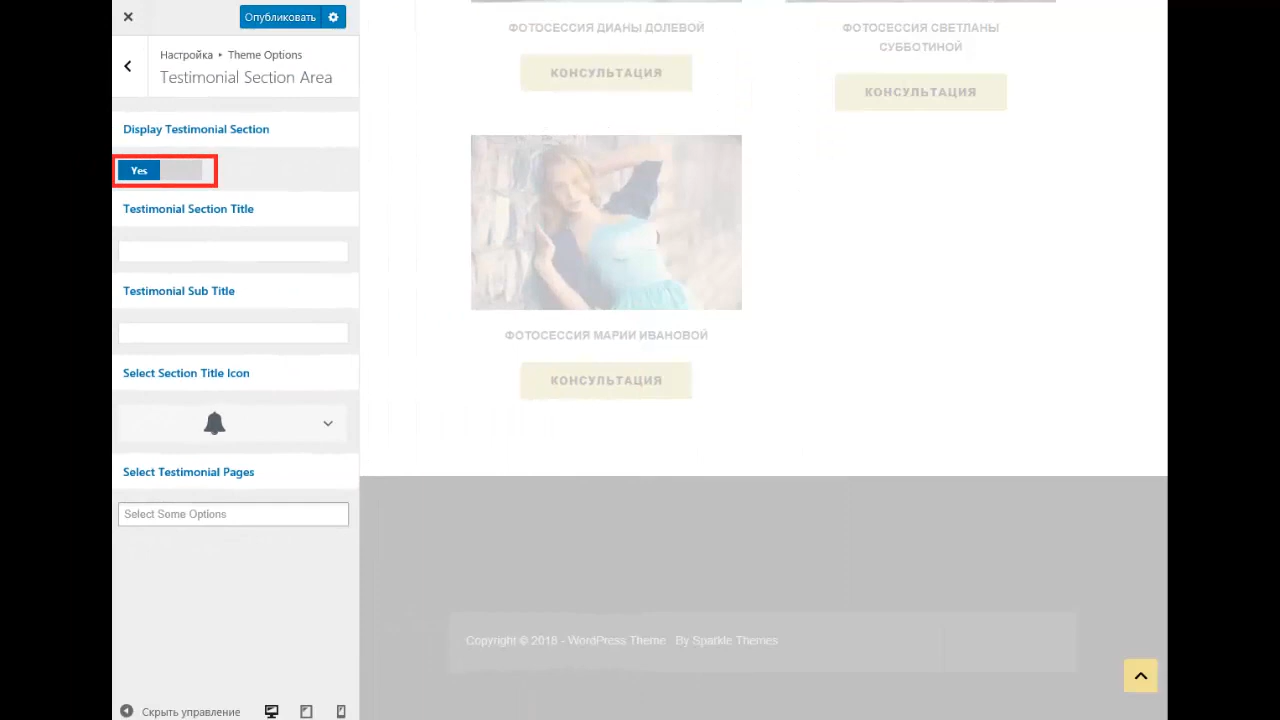 Опубликовать
Настройка ▸ Theme Options
Testimonial Section Area
Display Testimonial Section
Yes
Testimonial Section Title
Testimonial Sub Title
Select Section Title Icon
Select Testimonial Pages
Select Some Options
Скрыть управление
ФОТОСЕССИЯ ДИАНЫ ДОЛЕВОЙ
КОНСУЛЬТАЦИЯ
ФОТОСЕССИЯ СВЕТЛАНЫ
СУББОТИНОЙ
КОНСУЛЬТАЦИЯ
ФОТОСЕССИЯ МАРИИ ИВАНОВОЙ
КОНСУЛЬТАЦИЯ
Copyright © 2018 - WordPress Theme By Sparkle Themes